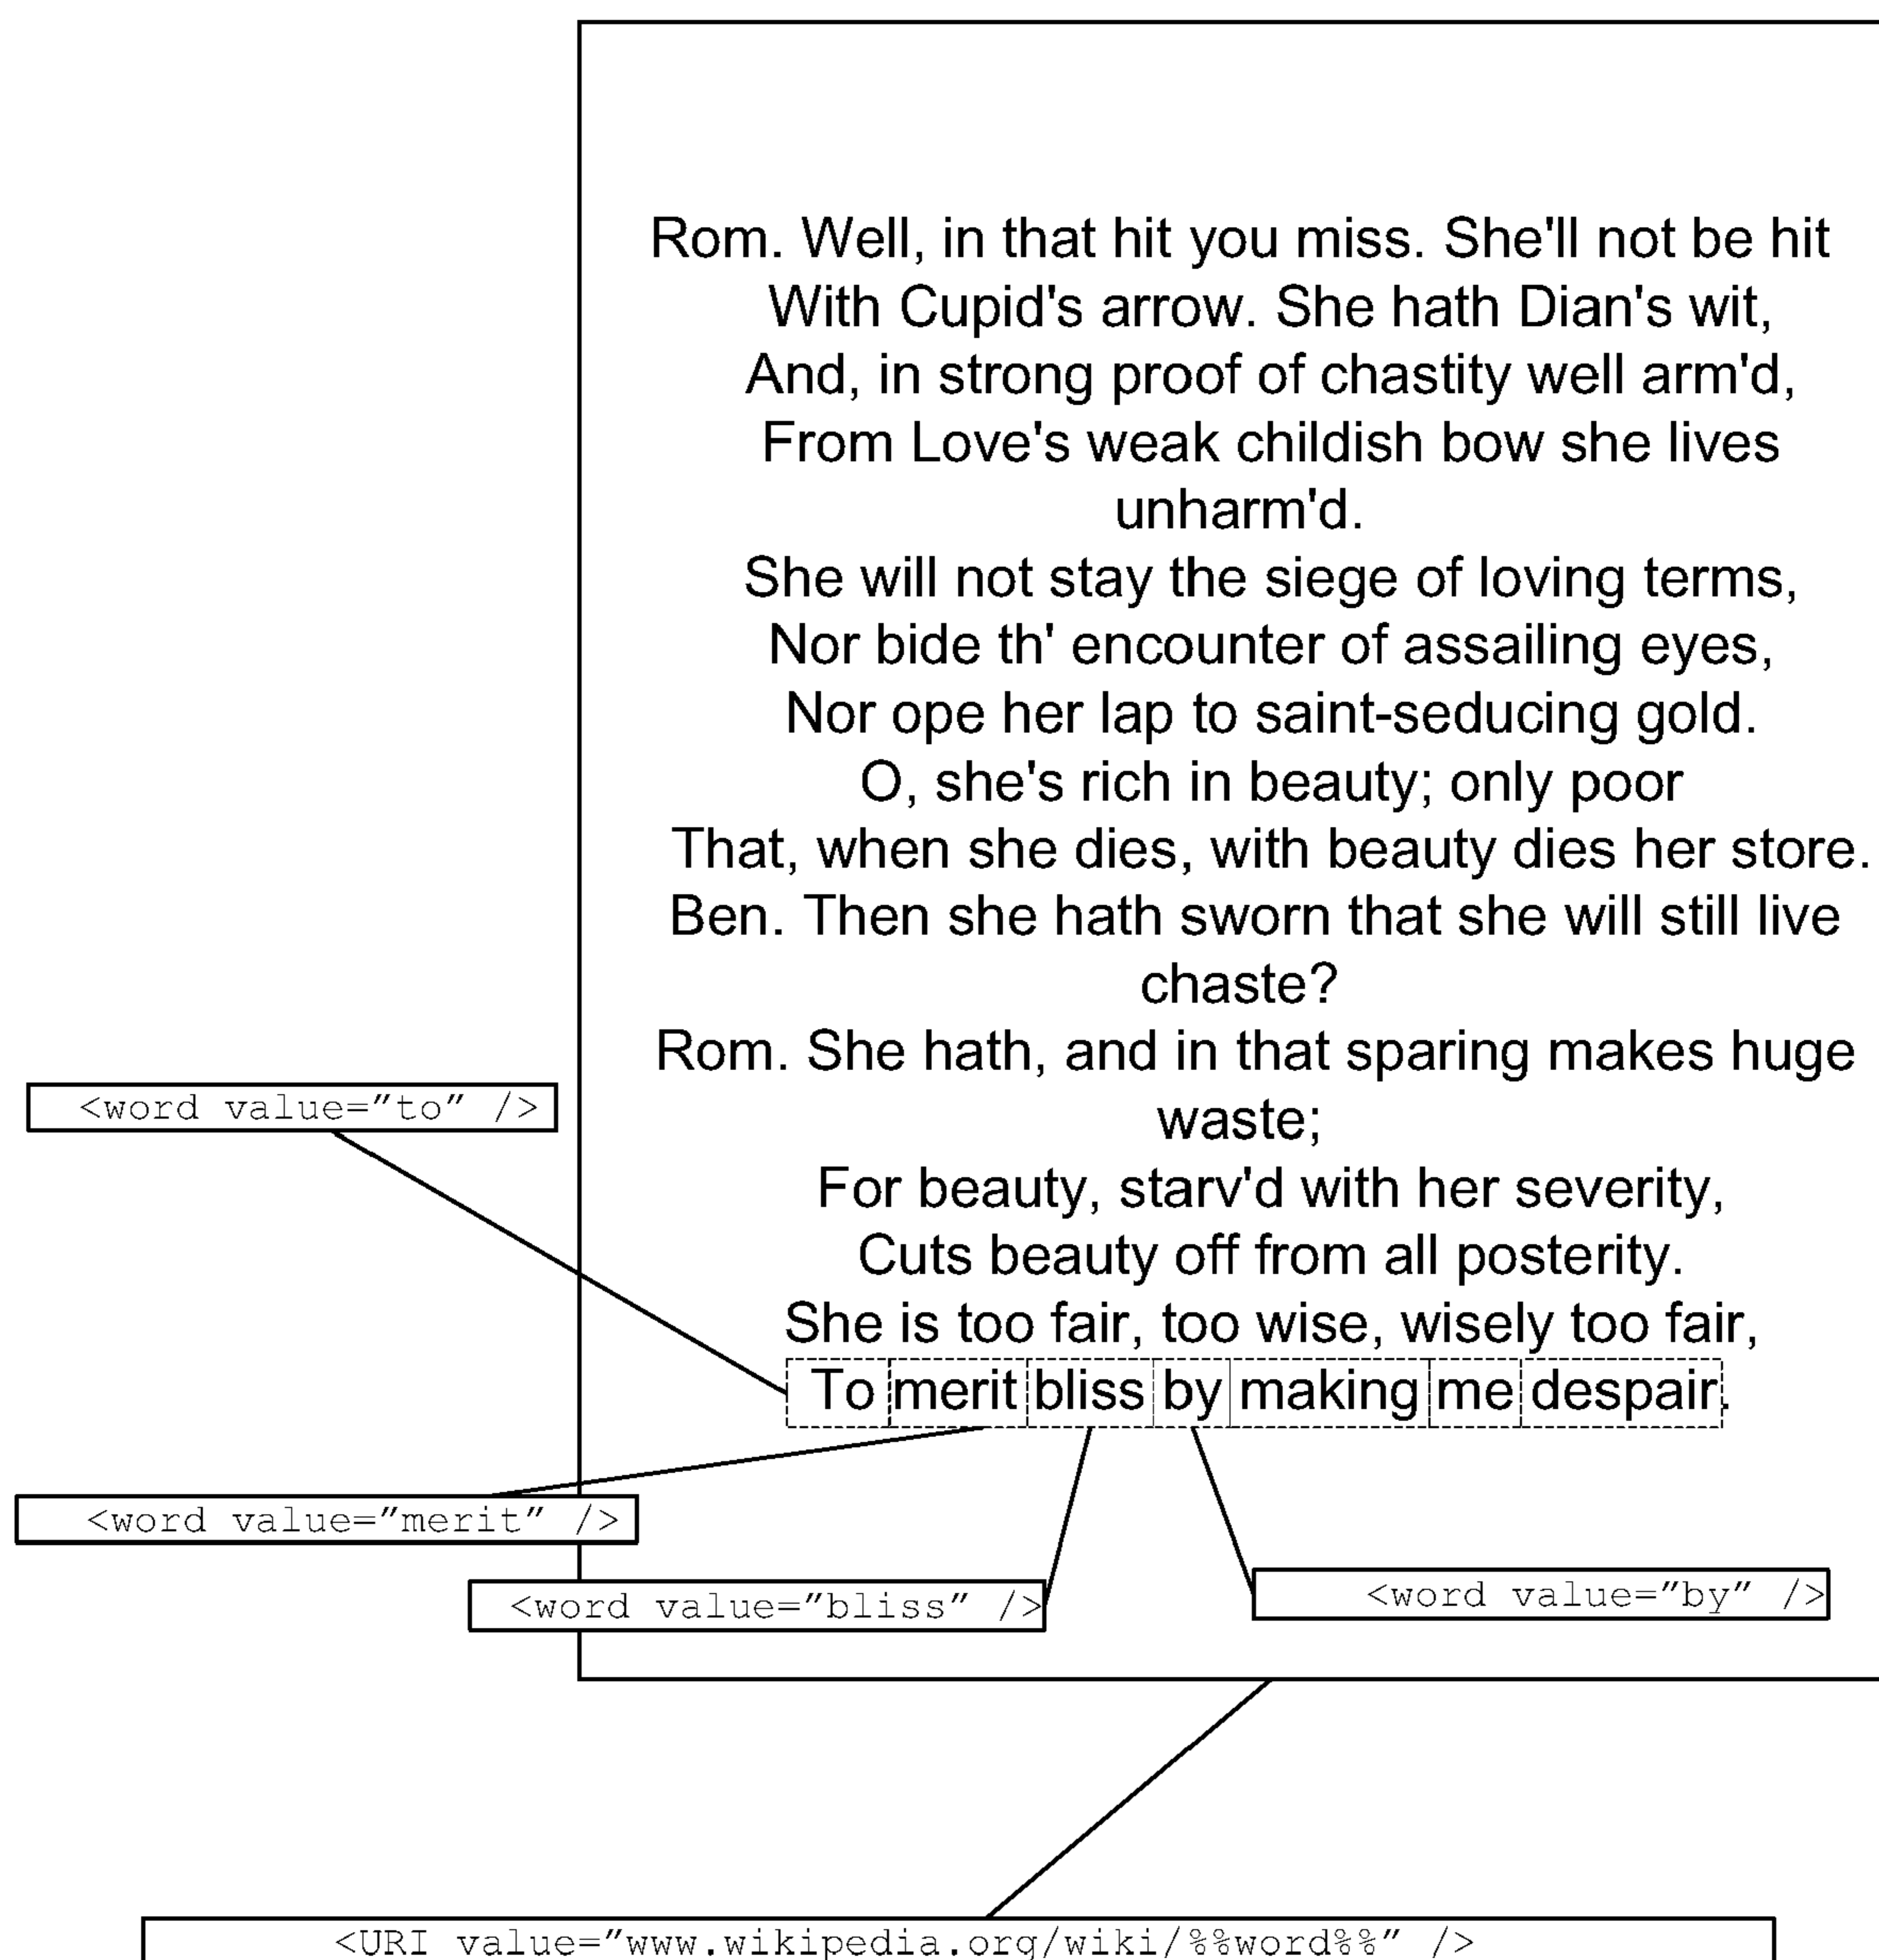 Rom. Well, in that hit you miss. She'll not be hit
With Cupid's arrow. She hath Dian's wit,
And, in strong proof of chastity well arm'd,
From Love's weak childish bow she lives
unharm'd.
She will not stay the siege of loving terms,
Nor bide th' encounter of assailing eyes,
Nor ope her lap to saint-seducing gold.
O, she's rich in beauty; only poor
That, when she dies, with beauty dies her store.
Ben. Then she hath sworn that she will still live
chaste?
Rom. She hath, and in that sparing makes huge
waste;
For beauty, starv'd with her severity,
Cuts beauty off from all posterity.
She is too fair, too wise, wisely too fair,
To merit bliss by making me despair.
<word value="to" />
<word value="merit" />
<word value="bliss" />
<word value="by" />
<URI value="www.wikipedia.org/wiki/%%word%%" />